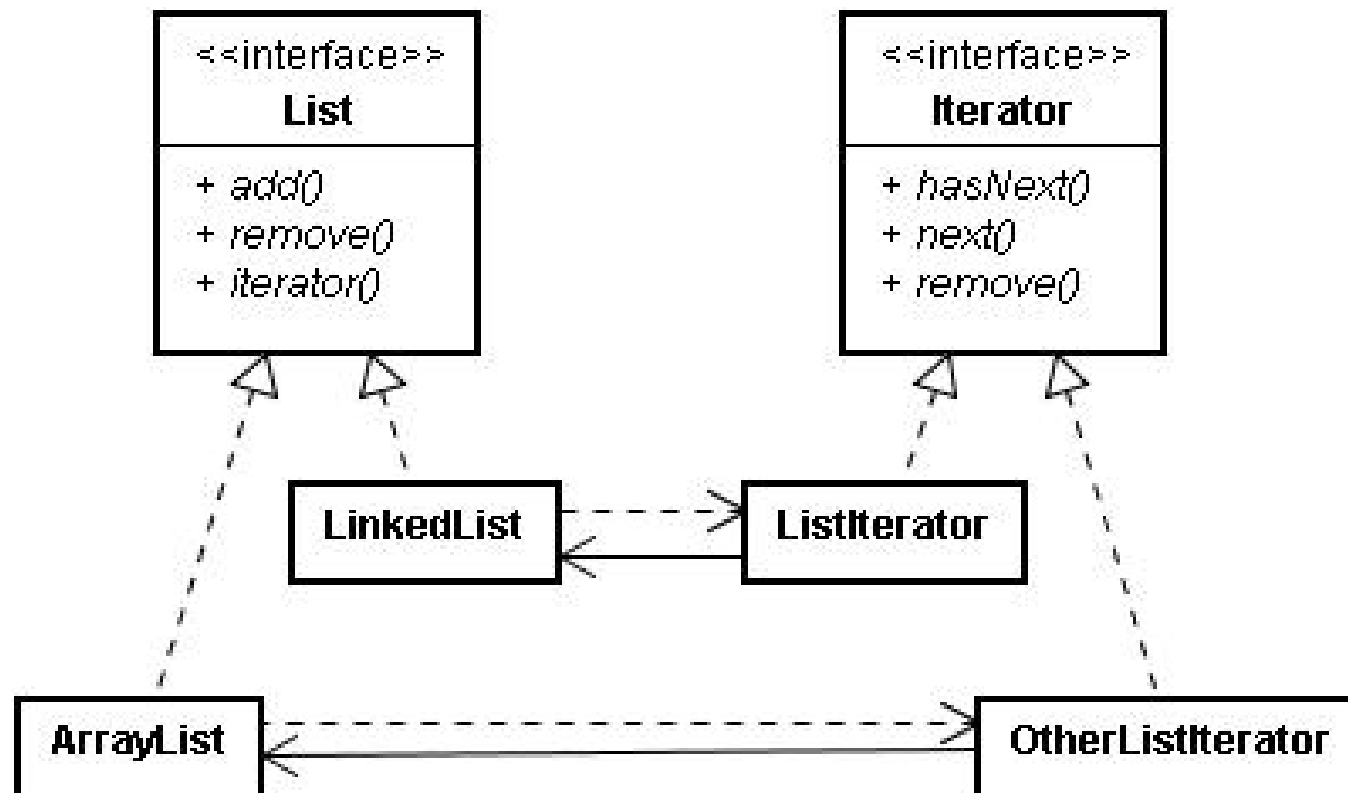 <<interface>>
List
+ add()
+ remove()
+ iterator()
<<interface>>
Iterator
+ hasNext()
+ next()
+ remove()
LinkedList
ListIterator
ArrayList
OtherListIterator